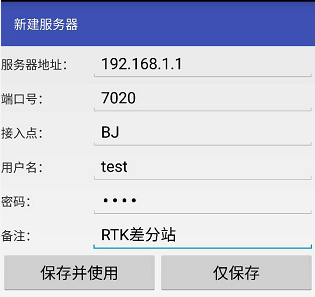 新建服务器
服务器地址: 192.168.1.1
端口号: 7020
接入点: BJ
用户名: test
密码: ••••
备注: RTK差分站
保存并使用 仅保存